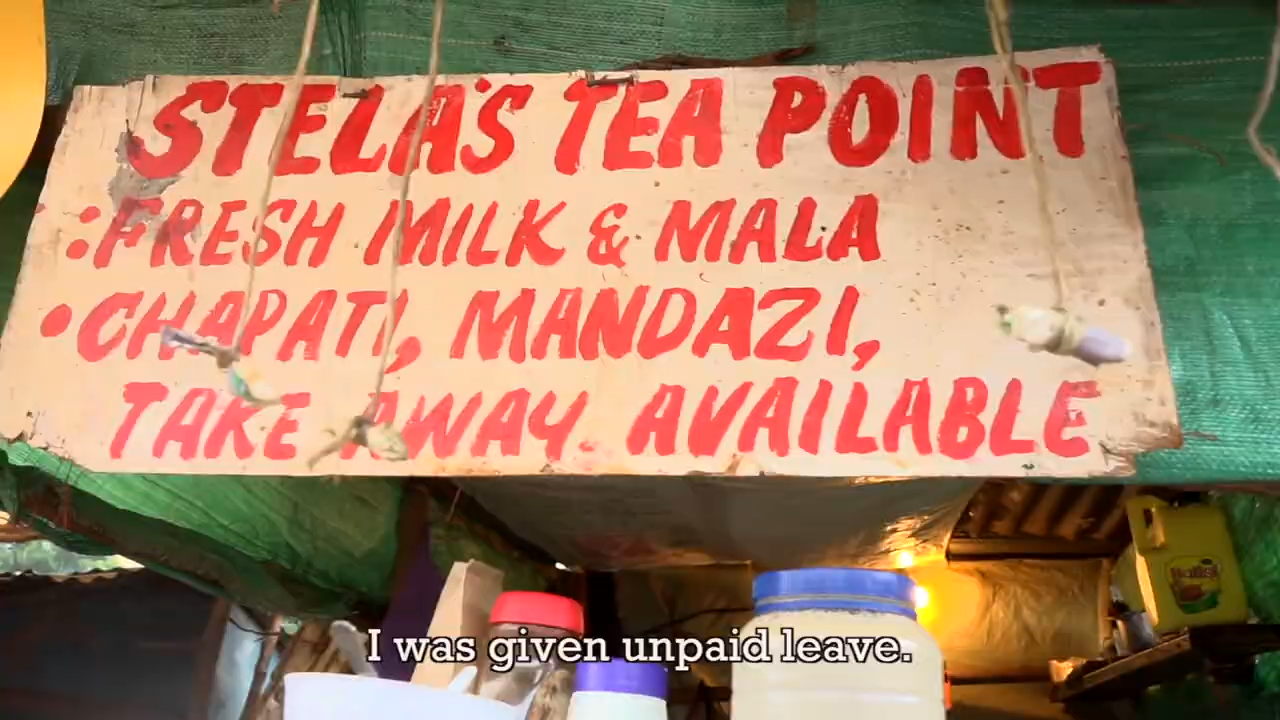 STELA'S TEA POINT
:FRESH MILK & MALA
•CHAPATI, MANDAZI,
TAKE AWAY. AVAILABLE
I was given unpaid leave.